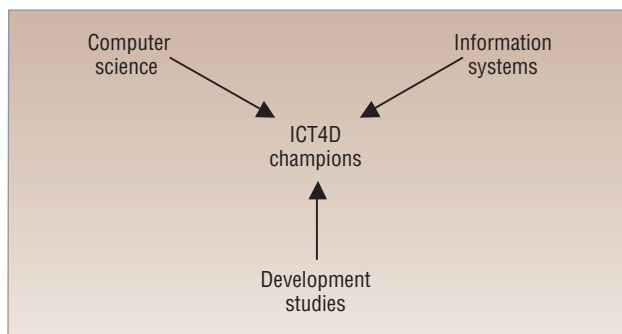 Computer
science
Information
systems
ICT4D
champions
Development
studies